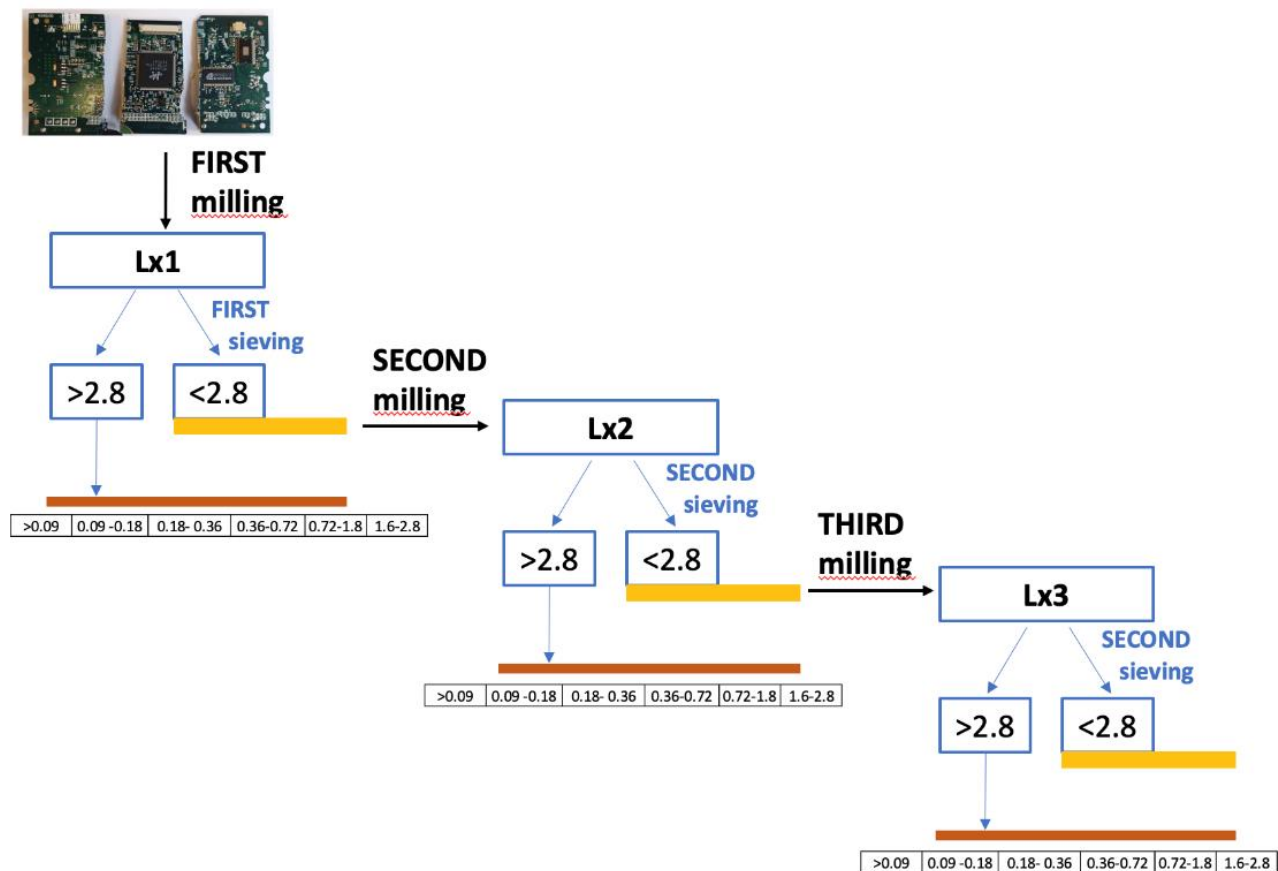 FIRST
milling
Lx1
FIRST
sieving
>2.8
<2.8
>0.09 0.09 -0.18 0.18- 0.36 0.36-0.72 0.72-1.8 1.6-2.8
SECOND
milling
Lx2
SECOND
sieving
>2.8
<2.8
>0.09 0.09 -0.18 0.18- 0.36 0.36-0.72 0.72-1.8 1.6-2.8
THIRD
milling
Lx3
SECOND
sieving
>2.8
<2.8
>0.09 0.09 -0.18 0.18- 0.36 0.36-0.72 0.72-1.8 1.6-2.8